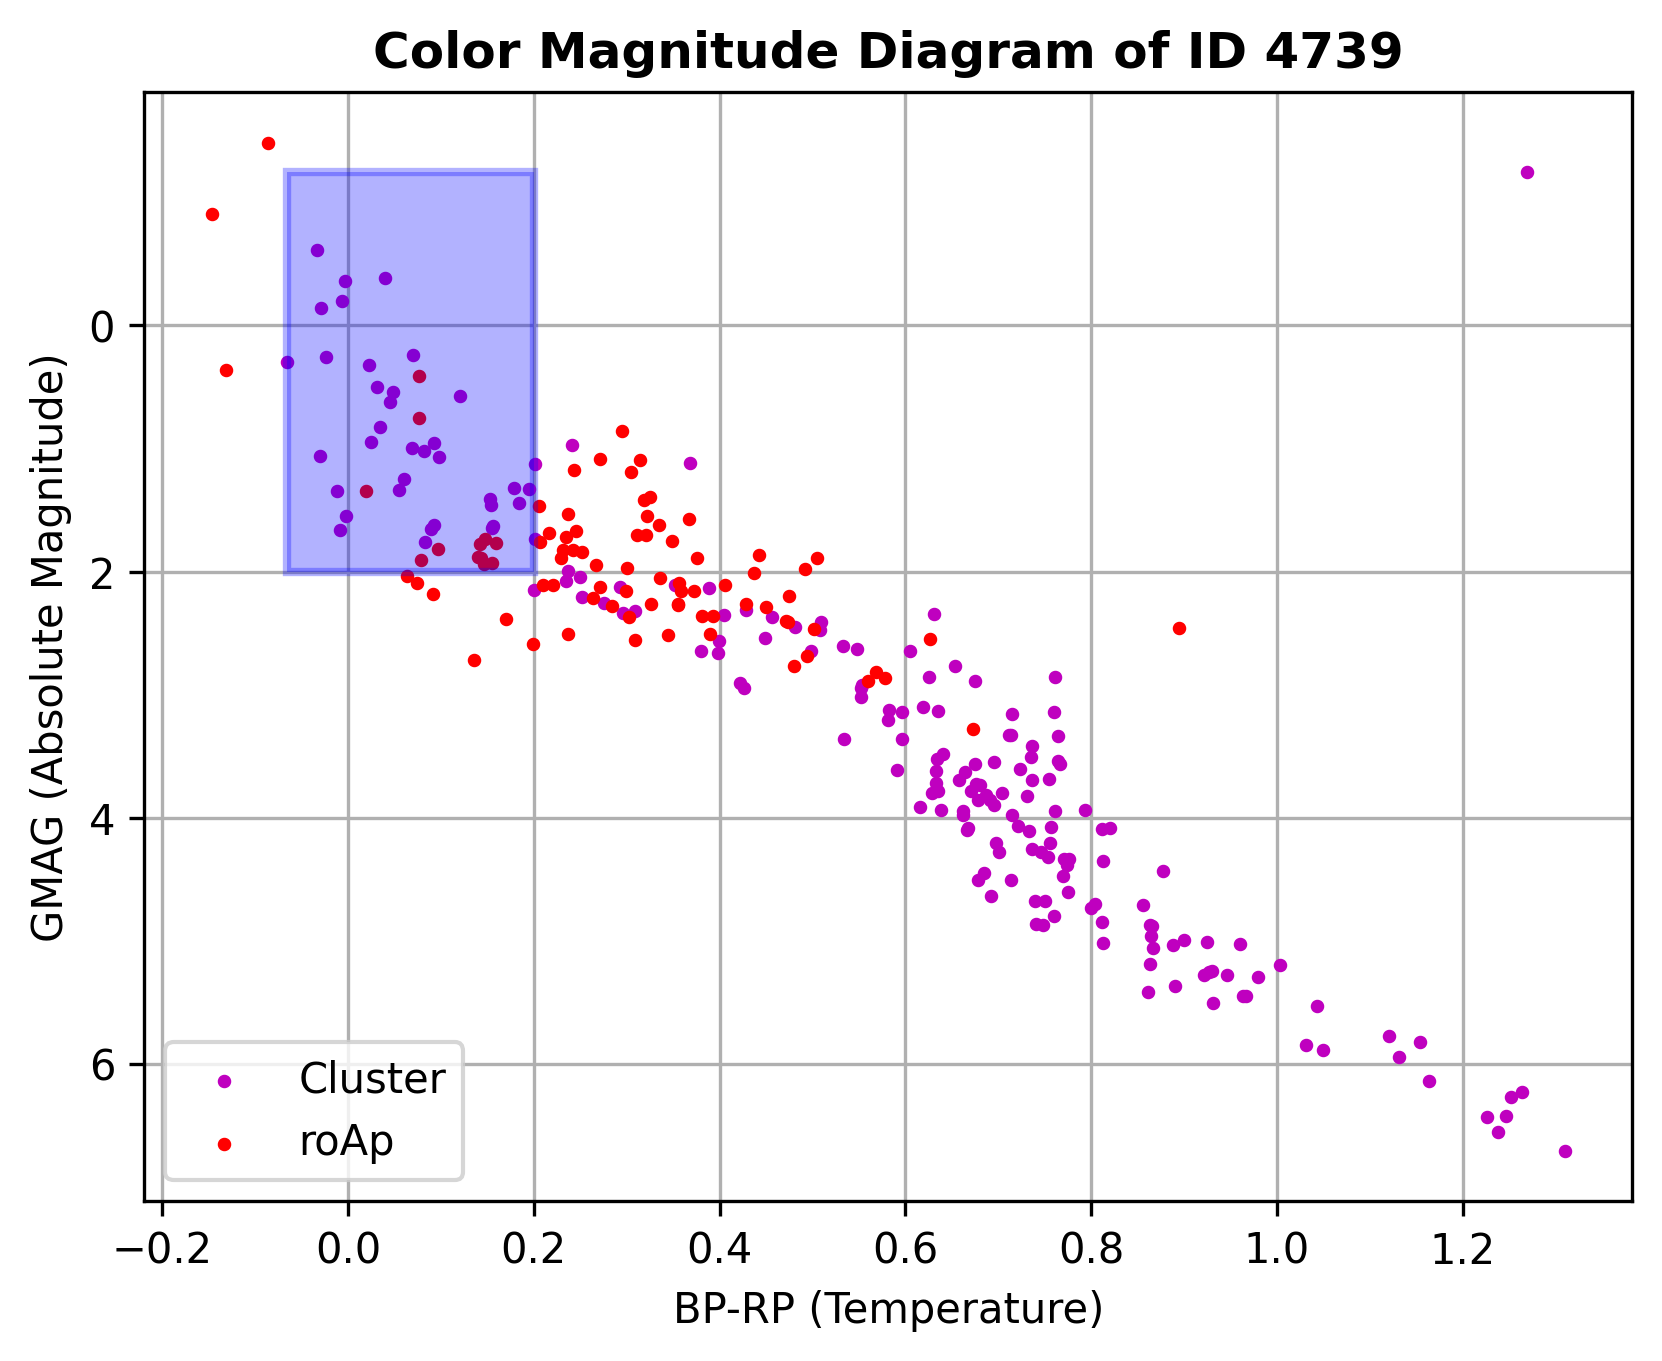 Color Magnitude Diagram of ID 4739
GMAG (Absolute Magnitude)
0
2
4
6
Cluster
roAp
−0.2 0.0 0.2 0.4 0.6 0.8 1.0 1.2
BP-RP (Temperature)